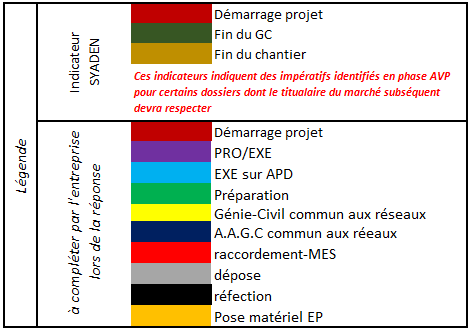 Légende
Indicateur
SYADEN
Démarrage projet
Fin du GC
Fin du chantier
Ces indicateurs indiquent des impératifs identifiés en phase AVP
pour certains dossiers dont le titualaire du marché subséquent
devra respecter
à compléter par l'entreprise
lors de la réponse
Démarrage projet
PRO/EXE
EXE sur APD
Préparation
Génie-Civil commun aux réseaux
A.A.G.C commun aux réeaux
raccordement-MES
dépose
réfection
Pose matériel EP